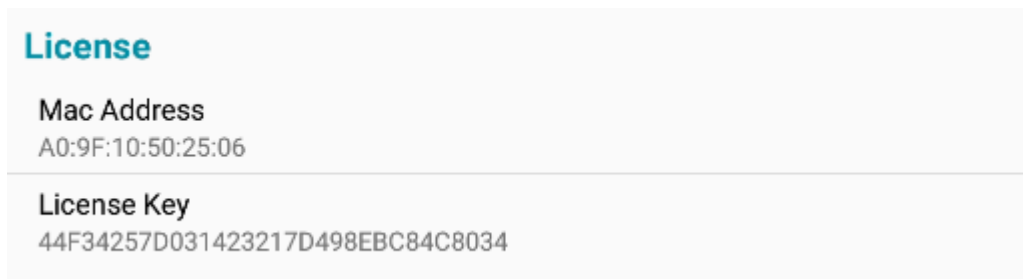 License
Mac Address
A0:9F:10:50:25:06
License Key
44F34257D031423217D498EBC84C8034